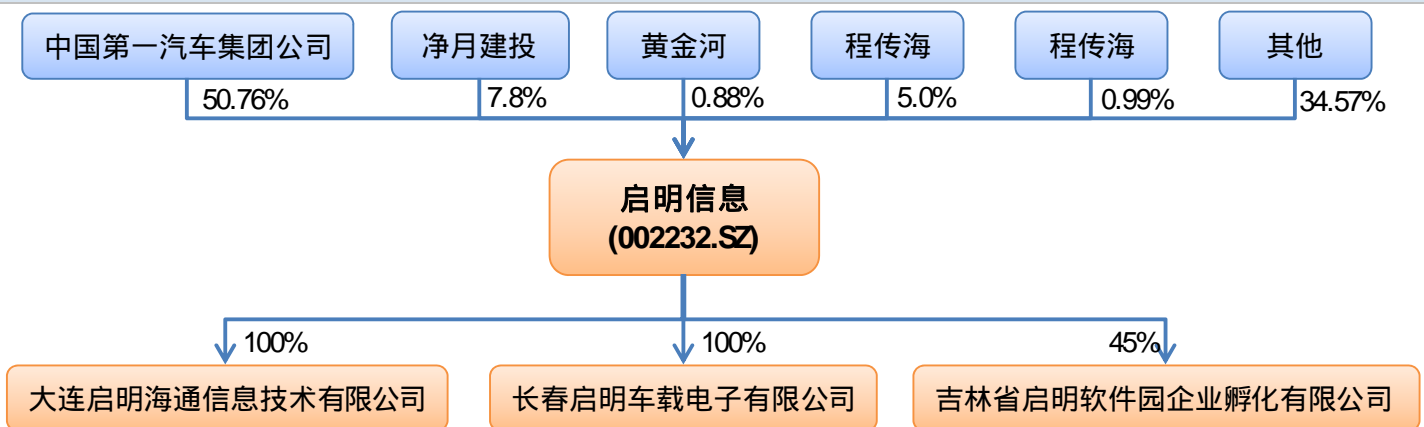 中国第一汽车集团公司
净月建投
黄金河
程传海
程传海
其他
50.76%
7.8%
0.88%
5.0%
0.99%
34.57%
启明信息
(002232.SZ)
100%
100%
45%
大连启明海通信息技术有限公司
长春启明车载电子有限公司
吉林省启明软件园企业孵化有限公司